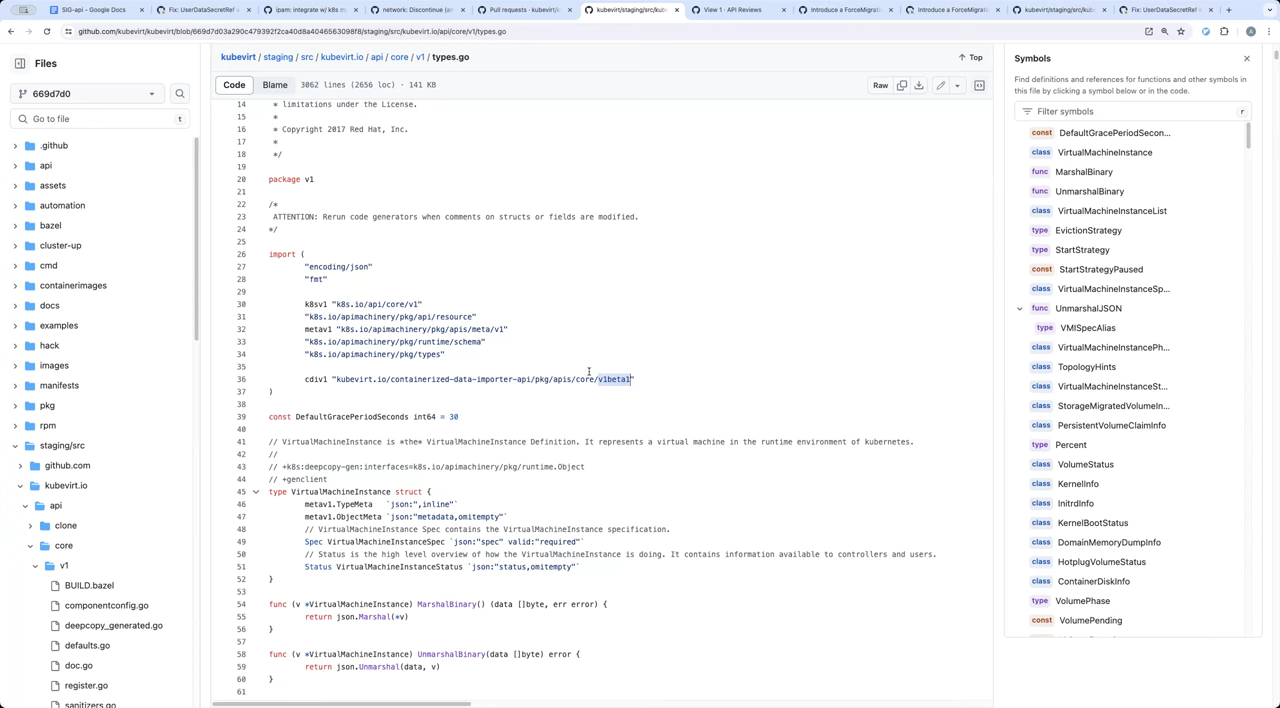 SIG-api - Google Docs
Fix: UserDataSecretRef
ipam: integrate w/ k8s m
network: Discontinue (an
Pull requests · kubevirt/k
kubevirt/staging/src/kube
View 1 · API Reviews
Introduce a ForceMigrat
Introduce a ForceMigrat
kubevirt/staging/src/kub
Fix: UserDataSecretRef
github.com/kubevirt/kubevirt/blob/669d7d03a290c479392f2ca40d8a4046563098f8/staging/src/kubevirt.io/api/core/v1/types.go
Files
669d7d0
Go to file
t
.github
api
assets
automation
bazel
cluster-up
cmd
containerimages
docs
examples
hack
images
manifests
pkg
rpm
staging/src
github.com
kubevirt.io
api
clone
core
v1
BUILD.bazel
componentconfig.go
deepcopy_generated.go
defaults.go
doc.go
register.go
sanitizers.go
kubevirt / staging / src / kubevirt.io / api / core / v1 / types.go
Top
Code
Blame
3062 lines (2656 loc) · 141 KB
Raw
14 * limitations under the License.
15 *
16 * Copyright 2017 Red Hat, Inc.
17 *
18 */
19
20 package v1
21
22 /*
23 ATTENTION: Rerun code generators when comments on structs or fields are modified.
24 */
25
26 import (
27 "encoding/json"
28 "fmt"
29
30 k8sv1 "k8s.io/api/core/v1"
31 "k8s.io/apimachinery/pkg/api/resource"
32 metav1 "k8s.io/apimachinery/pkg/apis/meta/v1"
33 "k8s.io/apimachinery/pkg/runtime/schema"
34 "k8s.io/apimachinery/pkg/types"
35
36 cdiv1 "kubevirt.io/containerized-data-importer-api/pkg/apis/core/v1beta1"
37 )
38
39 const DefaultGracePeriodSeconds int64 = 30
40
41 // VirtualMachineInstance is *the* VirtualMachineInstance Definition. It represents a virtual machine in the runtime environment of kubernetes.
42 //
43 // +k8s:deepcopy-gen:interfaces=k8s.io/apimachinery/pkg/runtime.Object
44 // +genclient
45 type VirtualMachineInstance struct {
46 metav1.TypeMeta `json:",inline"`
47 metav1.ObjectMeta `json:"metadata,omitempty"`
48 // VirtualMachineInstance Spec contains the VirtualMachineInstance specification.
49 Spec VirtualMachineInstanceSpec `json:"spec" valid:"required"`
50 // Status is the high level overview of how the VirtualMachineInstance is doing. It contains information available to controllers and users.
51 Status VirtualMachineInstanceStatus `json:"status,omitempty"`
52 }
53
54 func (v *VirtualMachineInstance) MarshalBinary() (data []byte, err error) {
55 return json.Marshal(*v)
56 }
57
58 func (v *VirtualMachineInstance) UnmarshalBinary(data []byte) error {
59 return json.Unmarshal(data, v)
60 }
61
Symbols
Find definitions and references for functions and other symbols in
this file by clicking a symbol below or in the code.
Filter symbols
r
const DefaultGracePeriodSecon...
class VirtualMachineInstance
func MarshalBinary
func UnmarshalBinary
class VirtualMachineInstanceList
type EvictionStrategy
type StartStrategy
const StartStrategyPaused
class VirtualMachineInstanceSp...
func UnmarshalJSON
type VMISpecAlias
class VirtualMachineInstancePh...
class TopologyHints
class VirtualMachineInstanceSt...
class StorageMigratedVolumeIn...
class PersistentVolumeClaimInfo
type Percent
class VolumeStatus
class KernelInfo
class InitrdInfo
class KernelBootStatus
class DomainMemoryDumpInfo
class HotplugVolumeStatus
class ContainerDiskInfo
type VolumePhase
const VolumePending